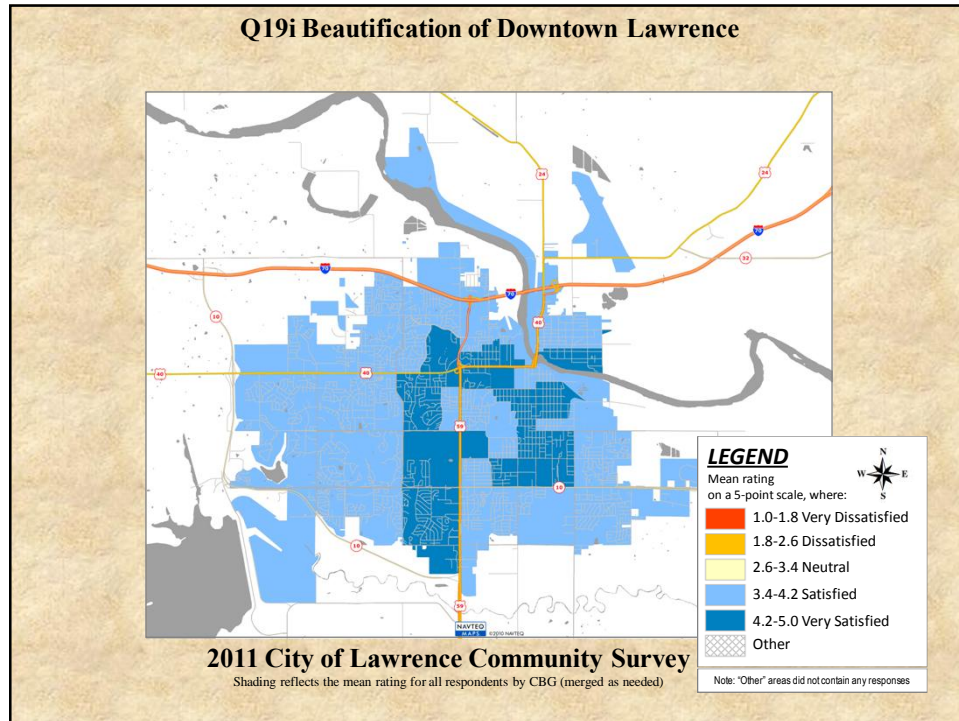 Q19i Beautification of Downtown Lawrence
24
24
70
32
70
70
10
40
40
40
59
10
10
59
NAVTEQ
MAPS
©2010 NAVTEQ
LEGEND
Mean rating
on a 5-point scale, where:
N
W E
S
1.0-1.8 Very Dissatisfied
1.8-2.6 Dissatisfied
2.6-3.4 Neutral
3.4-4.2 Satisfied
4.2-5.0 Very Satisfied
Other
Note: "Other" areas did not contain any responses
2011 City of Lawrence Community Survey
Shading reflects the mean rating for all respondents by CBG (merged as needed)